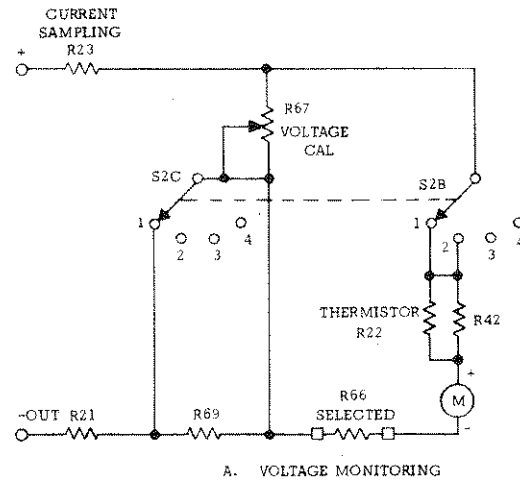 CURRENT
SAMPLING
+ R23
R67
VOLTAGE
CAL
S2C
S2B
1
2 3 4
1
2 3 4
THERMISTOR
R22
R42
+
M
-
-OUT R21
R69
R66
SELECTED
A. VOLTAGE MONITORING